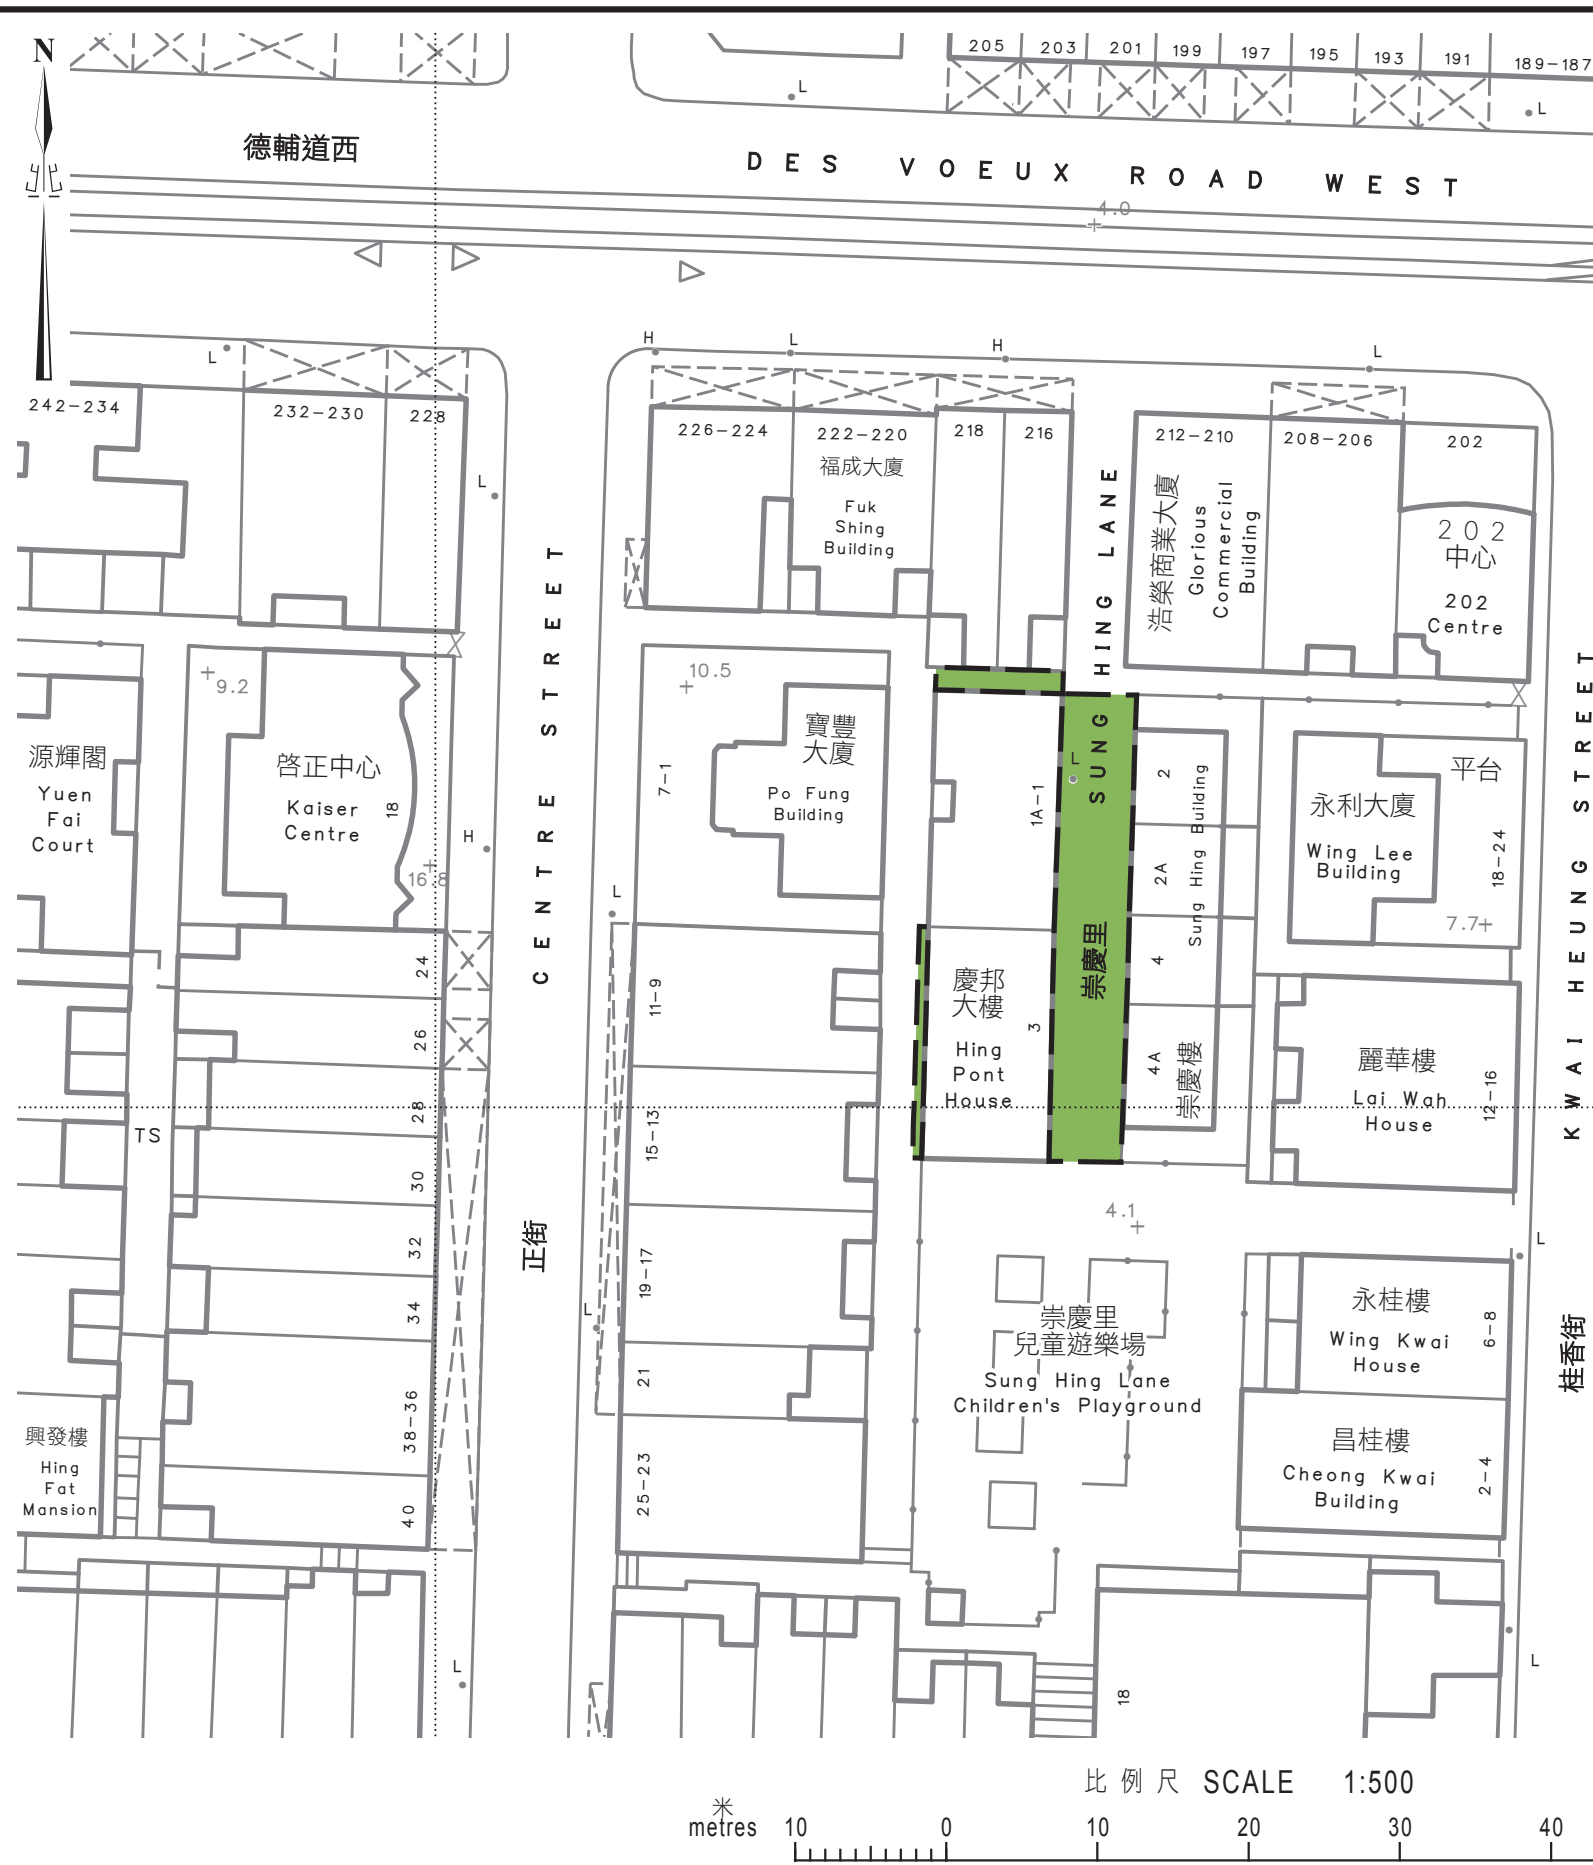 N
205 203 201 199 197 195 193 191 189-187
L
L
德輔道西
DES VOEUX ROAD WEST
4.0
H L H L
L
242-234 232-230 228
226-224 222-220 218 216
212-210 208-206 202
福成大廈
Fuk
Shing
Building
浩榮商業大廈
Glorious
Commercial
Building
202
中心
202
Centre
L
CENTRE STREET
正街
SUNG HING LANE
崇慶里
KWAI HEUNG STREET
桂香街
9.2
10.5
源輝閣
Yuen
Fai
Court
啓正中心
Kaiser
Centre
18
16.8
H
7-1
寶豐
大廈
Po Fung
Building
1A-1
L
2
2A
4
4A
Sung Hing Building
崇慶樓
平台
永利大廈
Wing Lee
Building
18-24
7.7
L
24
26
28
30
32
34
38-36
40
TS
11-9
15-13
19-17
21
25-23
L
慶邦
大樓
Hing
Pont
House
3
麗華樓
Lai Wah
House
12-16
4.1
L
崇慶里
兒童遊樂場
Sung Hing Lane
Children's Playground
永桂樓
Wing Kwai
House
6-8
昌桂樓
Cheong Kwai
Building
2-4
興發樓
Hing
Fat
Mansion
L
L
18
比例尺 SCALE 1:500
米
metres 10 0 10 20 30 40